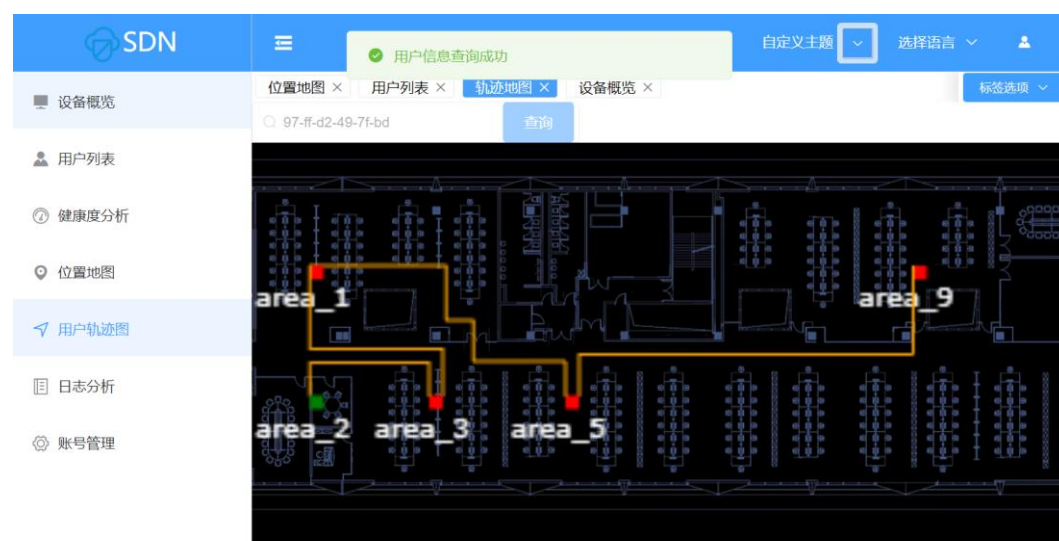 SDN
用户信息查询成功
自定义主题
选择语言
位置地图 ×
用户列表 ×
轨迹地图 ×
设备概览 ×
标签选项
97-ff-d2-49-7f-bd
查询
设备概览
用户列表
健康度分析
位置地图
用户轨迹图
日志分析
账号管理
area_1
area_9
area_2
area_3
area_5